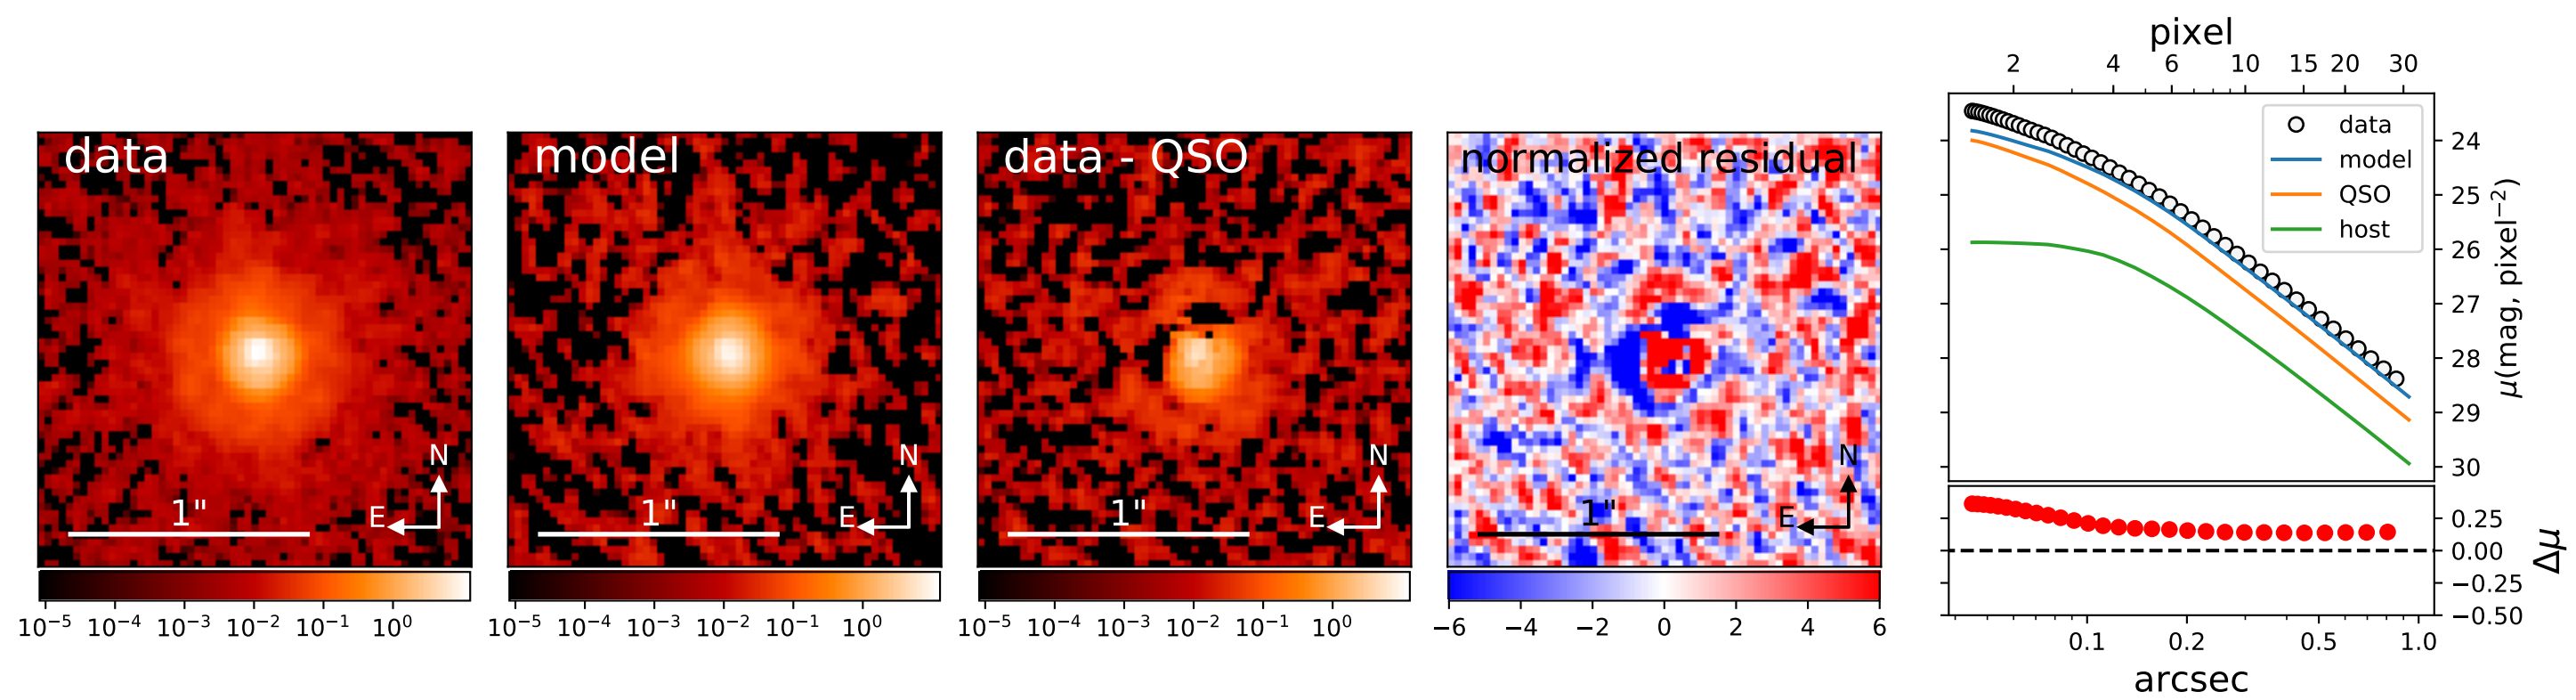 data
1"
N
E
10⁻⁵ 10⁻⁴ 10⁻³ 10⁻² 10⁻¹ 10⁰
model
1"
N
E
10⁻⁵ 10⁻⁴ 10⁻³ 10⁻² 10⁻¹ 10⁰
data - QSO
1"
N
E
10⁻⁵ 10⁻⁴ 10⁻³ 10⁻² 10⁻¹ 10⁰
normalized residual
1"
N
E
−6 −4 −2 0 2 4 6
pixel
2 4 6 10 15 20 30
data
model
QSO
host
24
25
26
27
28
29
30
μ(mag, pixel⁻²)
0.25
0.00
−0.25
−0.50
Δμ
0.1 0.2 0.5 1.0
arcsec